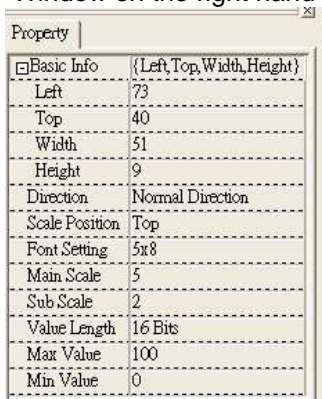 Window on the right hand
Property
Basic Info {Left,Top,Width,Height}
Left 73
Top 40
Width 51
Height 9
Direction Normal Direction
Scale Position Top
Font Setting 5x8
Main Scale 5
Sub Scale 2
Value Length 16 Bits
Max Value 100
Min Value 0